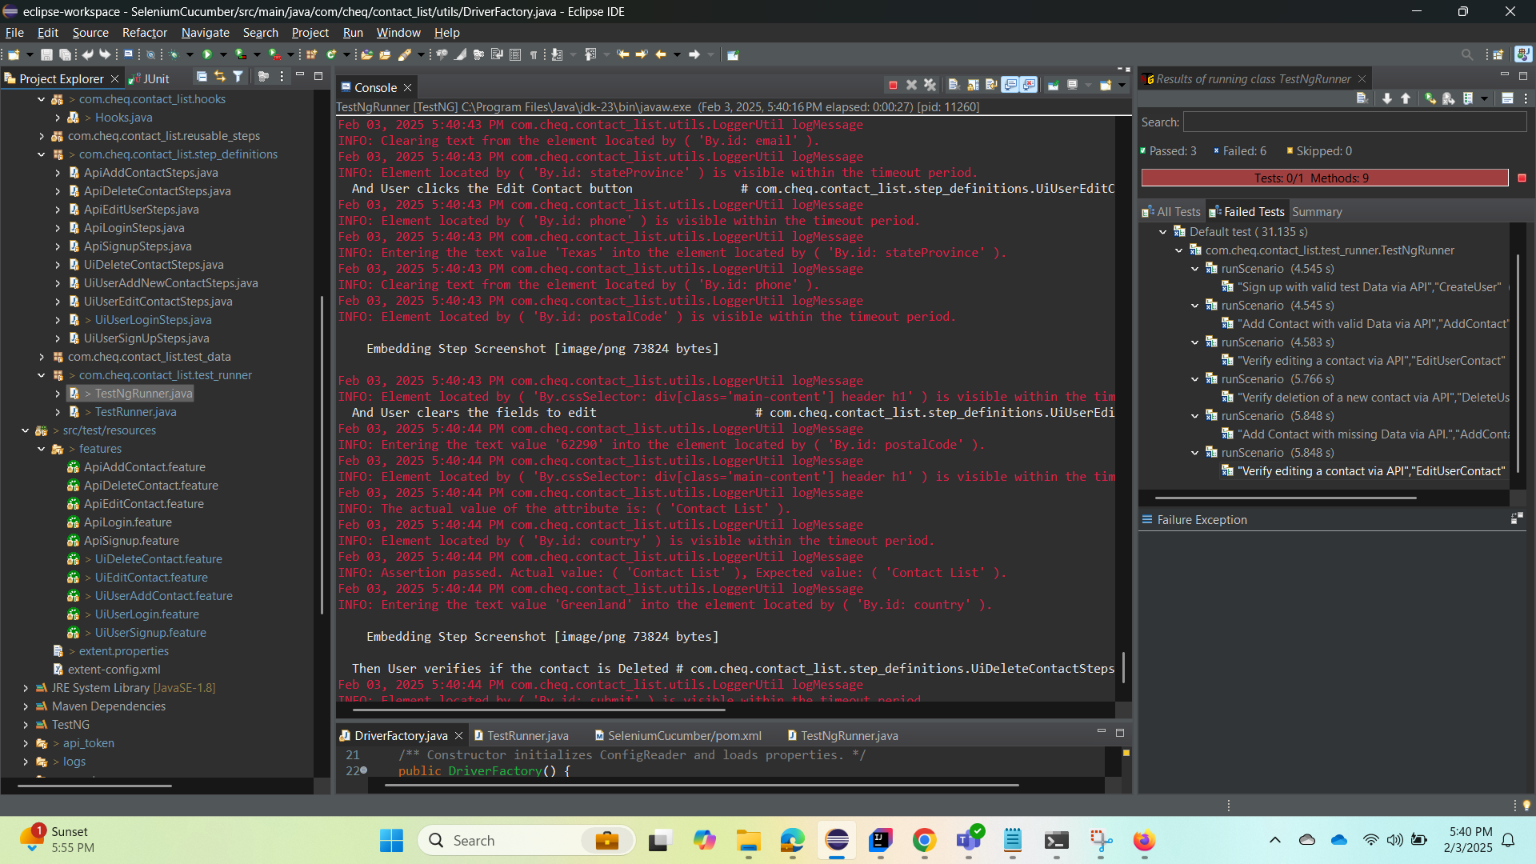 eclipse-workspace - SeleniumCucumber/src/main/java/com/cheq/contact_list/utils/DriverFactory.java - Eclipse IDE
File Edit Source Refactor Navigate Search Project Run Window Help
Project Explorer
JUnit
> com.cheq.contact_list.hooks
> Hooks.java
com.cheq.contact_list.reusable_steps
> com.cheq.contact_list.step_definitions
ApiAddContactSteps.java
ApiDeleteContactSteps.java
ApiEditUserSteps.java
ApiLoginSteps.java
ApiSignupSteps.java
UiDeleteContactSteps.java
UiUserAddNewContactSteps.java
UiUserEditContactSteps.java
> UiUserLoginSteps.java
UiUserSignUpSteps.java
com.cheq.contact_list.test_data
> com.cheq.contact_list.test_runner
> TestNgRunner.java
> TestRunner.java
> src/test/resources
> features
ApiAddContact.feature
ApiDeleteContact.feature
ApiEditContact.feature
ApiLogin.feature
ApiSignup.feature
> UiDeleteContact.feature
> UiEditContact.feature
> UiUserAddContact.feature
> UiUserLogin.feature
> UiUserSignup.feature
> extent.properties
extent-config.xml
JRE System Library [JavaSE-1.8]
Maven Dependencies
TestNG
> api_token
> logs
Console
TestNgRunner [TestNG] C:\Program Files\Java\jdk-23\bin\javaw.exe (Feb 3, 2025, 5:40:16 PM elapsed: 0:00:27) [pid: 11260]
Feb 03, 2025 5:40:43 PM com.cheq.contact_list.utils.LoggerUtil logMessage
INFO: Clearing text from the element located by ( 'By.id: email' ).
Feb 03, 2025 5:40:43 PM com.cheq.contact_list.utils.LoggerUtil logMessage
INFO: Element located by ( 'By.id: stateProvince' ) is visible within the timeout period.
And User clicks the Edit Contact button # com.cheq.contact_list.step_definitions.UiUserEditC
Feb 03, 2025 5:40:43 PM com.cheq.contact_list.utils.LoggerUtil logMessage
INFO: Element located by ( 'By.id: phone' ) is visible within the timeout period.
Feb 03, 2025 5:40:43 PM com.cheq.contact_list.utils.LoggerUtil logMessage
INFO: Entering the text value 'Texas' into the element located by ( 'By.id: stateProvince' ).
Feb 03, 2025 5:40:43 PM com.cheq.contact_list.utils.LoggerUtil logMessage
INFO: Clearing text from the element located by ( 'By.id: phone' ).
Feb 03, 2025 5:40:43 PM com.cheq.contact_list.utils.LoggerUtil logMessage
INFO: Element located by ( 'By.id: postalCode' ) is visible within the timeout period.
Embedding Step Screenshot [image/png 73824 bytes]
Feb 03, 2025 5:40:43 PM com.cheq.contact_list.utils.LoggerUtil logMessage
INFO: Element located by ( 'By.cssSelector: div[class='main-content'] header h1' ) is visible within the tim
And User clears the fields to edit # com.cheq.contact_list.step_definitions.UiUserEdi
Feb 03, 2025 5:40:43 PM com.cheq.contact_list.utils.LoggerUtil logMessage
INFO: Entering the text value '62290' into the element located by ( 'By.id: postalCode' ).
Feb 03, 2025 5:40:44 PM com.cheq.contact_list.utils.LoggerUtil logMessage
INFO: Element located by ( 'By.cssSelector: div[class='main-content'] header h1' ) is visible within the tim
Feb 03, 2025 5:40:44 PM com.cheq.contact_list.utils.LoggerUtil logMessage
INFO: The actual value of the attribute is: ( 'Contact List' ).
Feb 03, 2025 5:40:44 PM com.cheq.contact_list.utils.LoggerUtil logMessage
INFO: Element located by ( 'By.id: country' ) is visible within the timeout period.
Feb 03, 2025 5:40:44 PM com.cheq.contact_list.utils.LoggerUtil logMessage
INFO: Assertion passed. Actual value: ( 'Contact List' ), Expected value: ( 'Contact List' ).
Feb 03, 2025 5:40:44 PM com.cheq.contact_list.utils.LoggerUtil logMessage
INFO: Entering the text value 'Greenland' into the element located by ( 'By.id: country' ).
Embedding Step Screenshot [image/png 73824 bytes]
Then User verifies if the contact is Deleted # com.cheq.contact_list.step_definitions.UiDeleteContactSteps
Feb 03, 2025 5:40:44 PM com.cheq.contact_list.utils.LoggerUtil logMessage
INFO: Element located by ( 'By.id: submit' ) is visible within the timeout period
DriverFactory.java TestRunner.java SeleniumCucumber/pom.xml TestNgRunner.java
21 /** Constructor initializes ConfigReader and loads properties. */
22 public DriverFactory() {
Results of running class TestNgRunner
Search:
Passed: 3 Failed: 6 Skipped: 0
Tests: 0/1 Methods: 9
All Tests Failed Tests Summary
Default test ( 31.135 s)
com.cheq.contact_list.test_runner.TestNgRunner
runScenario (4.545 s)
"Sign up with valid test Data via API","CreateUser"
runScenario (4.545 s)
"Add Contact with valid Data via API","AddContact"
runScenario (4.583 s)
"Verify editing a contact via API","EditUserContact"
runScenario (5.766 s)
"Verify deletion of a new contact via API","DeleteUs
runScenario (5.848 s)
"Add Contact with missing Data via API.","AddConta
runScenario (5.848 s)
"Verify editing a contact via API","EditUserContact"
Failure Exception
1
Sunset
5:55 PM
Search
5:40 PM
2/3/2025